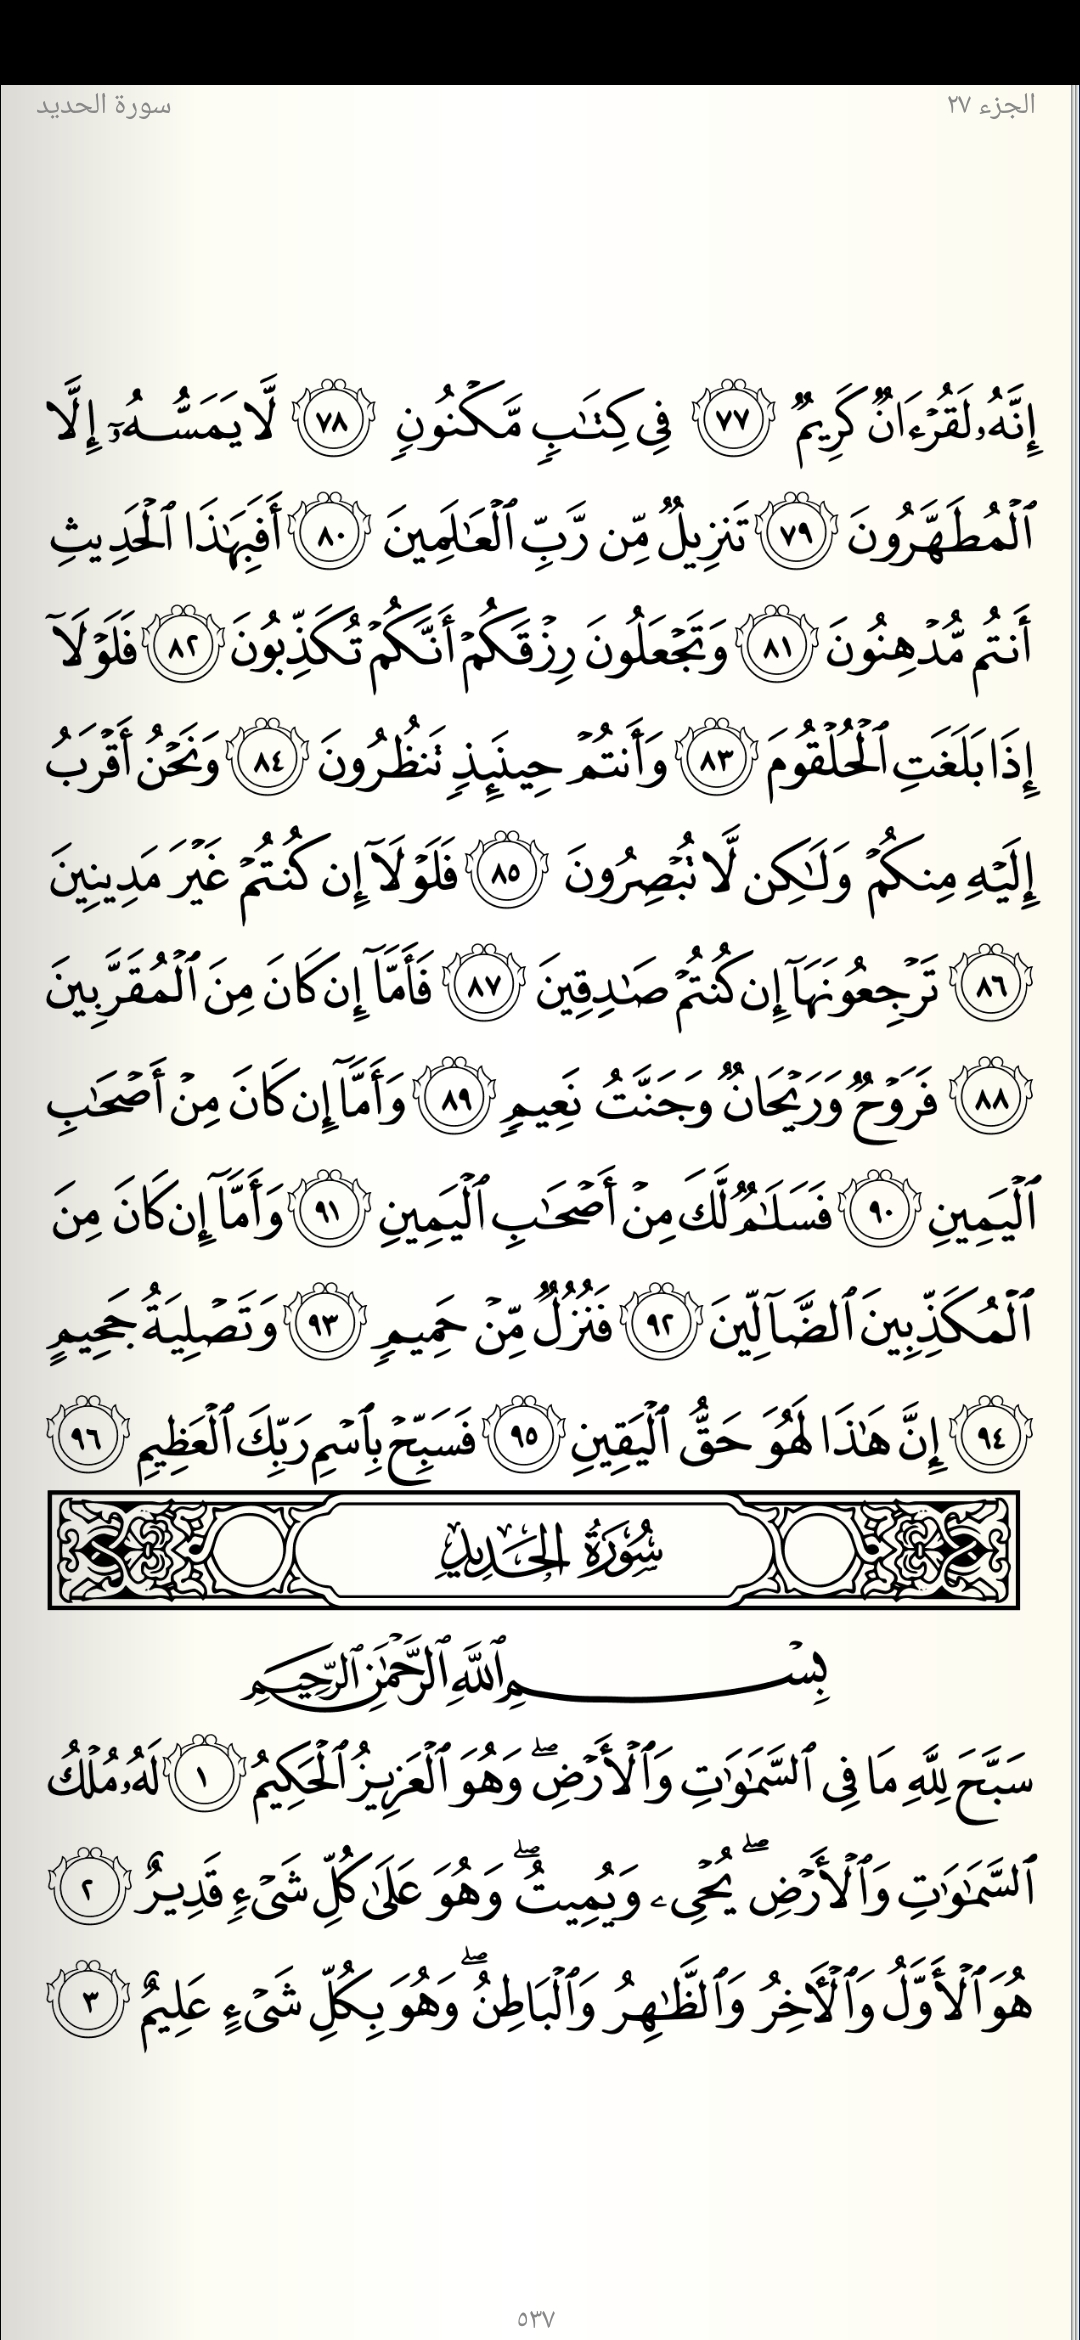 الجزء ٢٧
سورة الحديد
إِنَّهُۥ لَقُرْءَانٌ كَرِيمٌ ٧٧ فِى كِتَٰبٍ مَّكْنُونٍ ٧٨ لَّا يَمَسُّهُۥٓ إِلَّا
ٱلْمُطَهَّرُونَ ٧٩ تَنزِيلٌ مِّن رَّبِّ ٱلْعَٰلَمِينَ ٨٠ أَفَبِهَٰذَا ٱلْحَدِيثِ
أَنتُم مُّدْهِنُونَ ٨١ وَتَجْعَلُونَ رِزْقَكُمْ أَنَّكُمْ تُكَذِّبُونَ ٨٢ فَلَوْلَآ
إِذَا بَلَغَتِ ٱلْحُلْقُومَ ٨٣ وَأَنتُمْ حِينَئِذٍ تَنظُرُونَ ٨٤ وَنَحْنُ أَقْرَبُ
إِلَيْهِ مِنكُمْ وَلَٰكِن لَّا تُبْصِرُونَ ٨٥ فَلَوْلَآ إِن كُنتُمْ غَيْرَ مَدِينِينَ
٨٦ تَرْجِعُونَهَآ إِن كُنتُمْ صَٰدِقِينَ ٨٧ فَأَمَّآ إِن كَانَ مِنَ ٱلْمُقَرَّبِينَ
٨٨ فَرَوْحٌ وَرَيْحَانٌ وَجَنَّتُ نَعِيمٍ ٨٩ وَأَمَّآ إِن كَانَ مِنْ أَصْحَٰبِ
ٱلْيَمِينِ ٩٠ فَسَلَٰمٌ لَّكَ مِنْ أَصْحَٰبِ ٱلْيَمِينِ ٩١ وَأَمَّآ إِن كَانَ مِنَ
ٱلْمُكَذِّبِينَ ٱلضَّآلِّينَ ٩٢ فَنُزُلٌ مِّنْ حَمِيمٍ ٩٣ وَتَصْلِيَةُ جَحِيمٍ
٩٤ إِنَّ هَٰذَا لَهُوَ حَقُّ ٱلْيَقِينِ ٩٥ فَسَبِّحْ بِٱسْمِ رَبِّكَ ٱلْعَظِيمِ ٩٦
سُورَةُ الحَدِيدِ
بِسْمِ ٱللَّهِ ٱلرَّحْمَٰنِ ٱلرَّحِيمِ
سَبَّحَ لِلَّهِ مَا فِى ٱلسَّمَٰوَٰتِ وَٱلْأَرْضِۖ وَهُوَ ٱلْعَزِيزُ ٱلْحَكِيمُ ١ لَهُۥ مُلْكُ
ٱلسَّمَٰوَٰتِ وَٱلْأَرْضِۖ يُحْىِۦ وَيُمِيتُۖ وَهُوَ عَلَىٰ كُلِّ شَىْءٍ قَدِيرٌ ٢
هُوَ ٱلْأَوَّلُ وَٱلْءَاخِرُ وَٱلظَّٰهِرُ وَٱلْبَاطِنُۖ وَهُوَ بِكُلِّ شَىْءٍ عَلِيمٌ ٣
٥٣٧